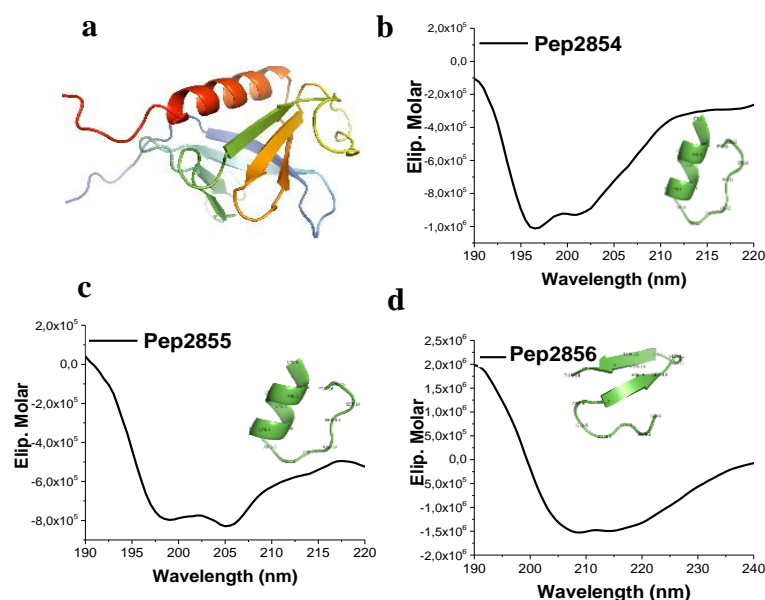 a
b
Pep2854
2,0x10⁵
0,0
-2,0x10⁵
-4,0x10⁵
-6,0x10⁵
-8,0x10⁵
-1,0x10⁶
Elip. Molar
190 195 200 205 210 215 220
Wavelength (nm)
c
Pep2855
2,0x10⁵
0,0
-2,0x10⁵
-4,0x10⁵
-6,0x10⁵
-8,0x10⁵
Elip. Molar
190 195 200 205 210 215 220
Wavelength (nm)
d
Pep2856
2,5x10⁶
2,0x10⁶
1,5x10⁶
1,0x10⁶
5,0x10⁵
0,0
-5,0x10⁵
-1,0x10⁶
-1,5x10⁶
-2,0x10⁶
Elip. Molar
190 200 210 220 230 240
Wavelength (nm)